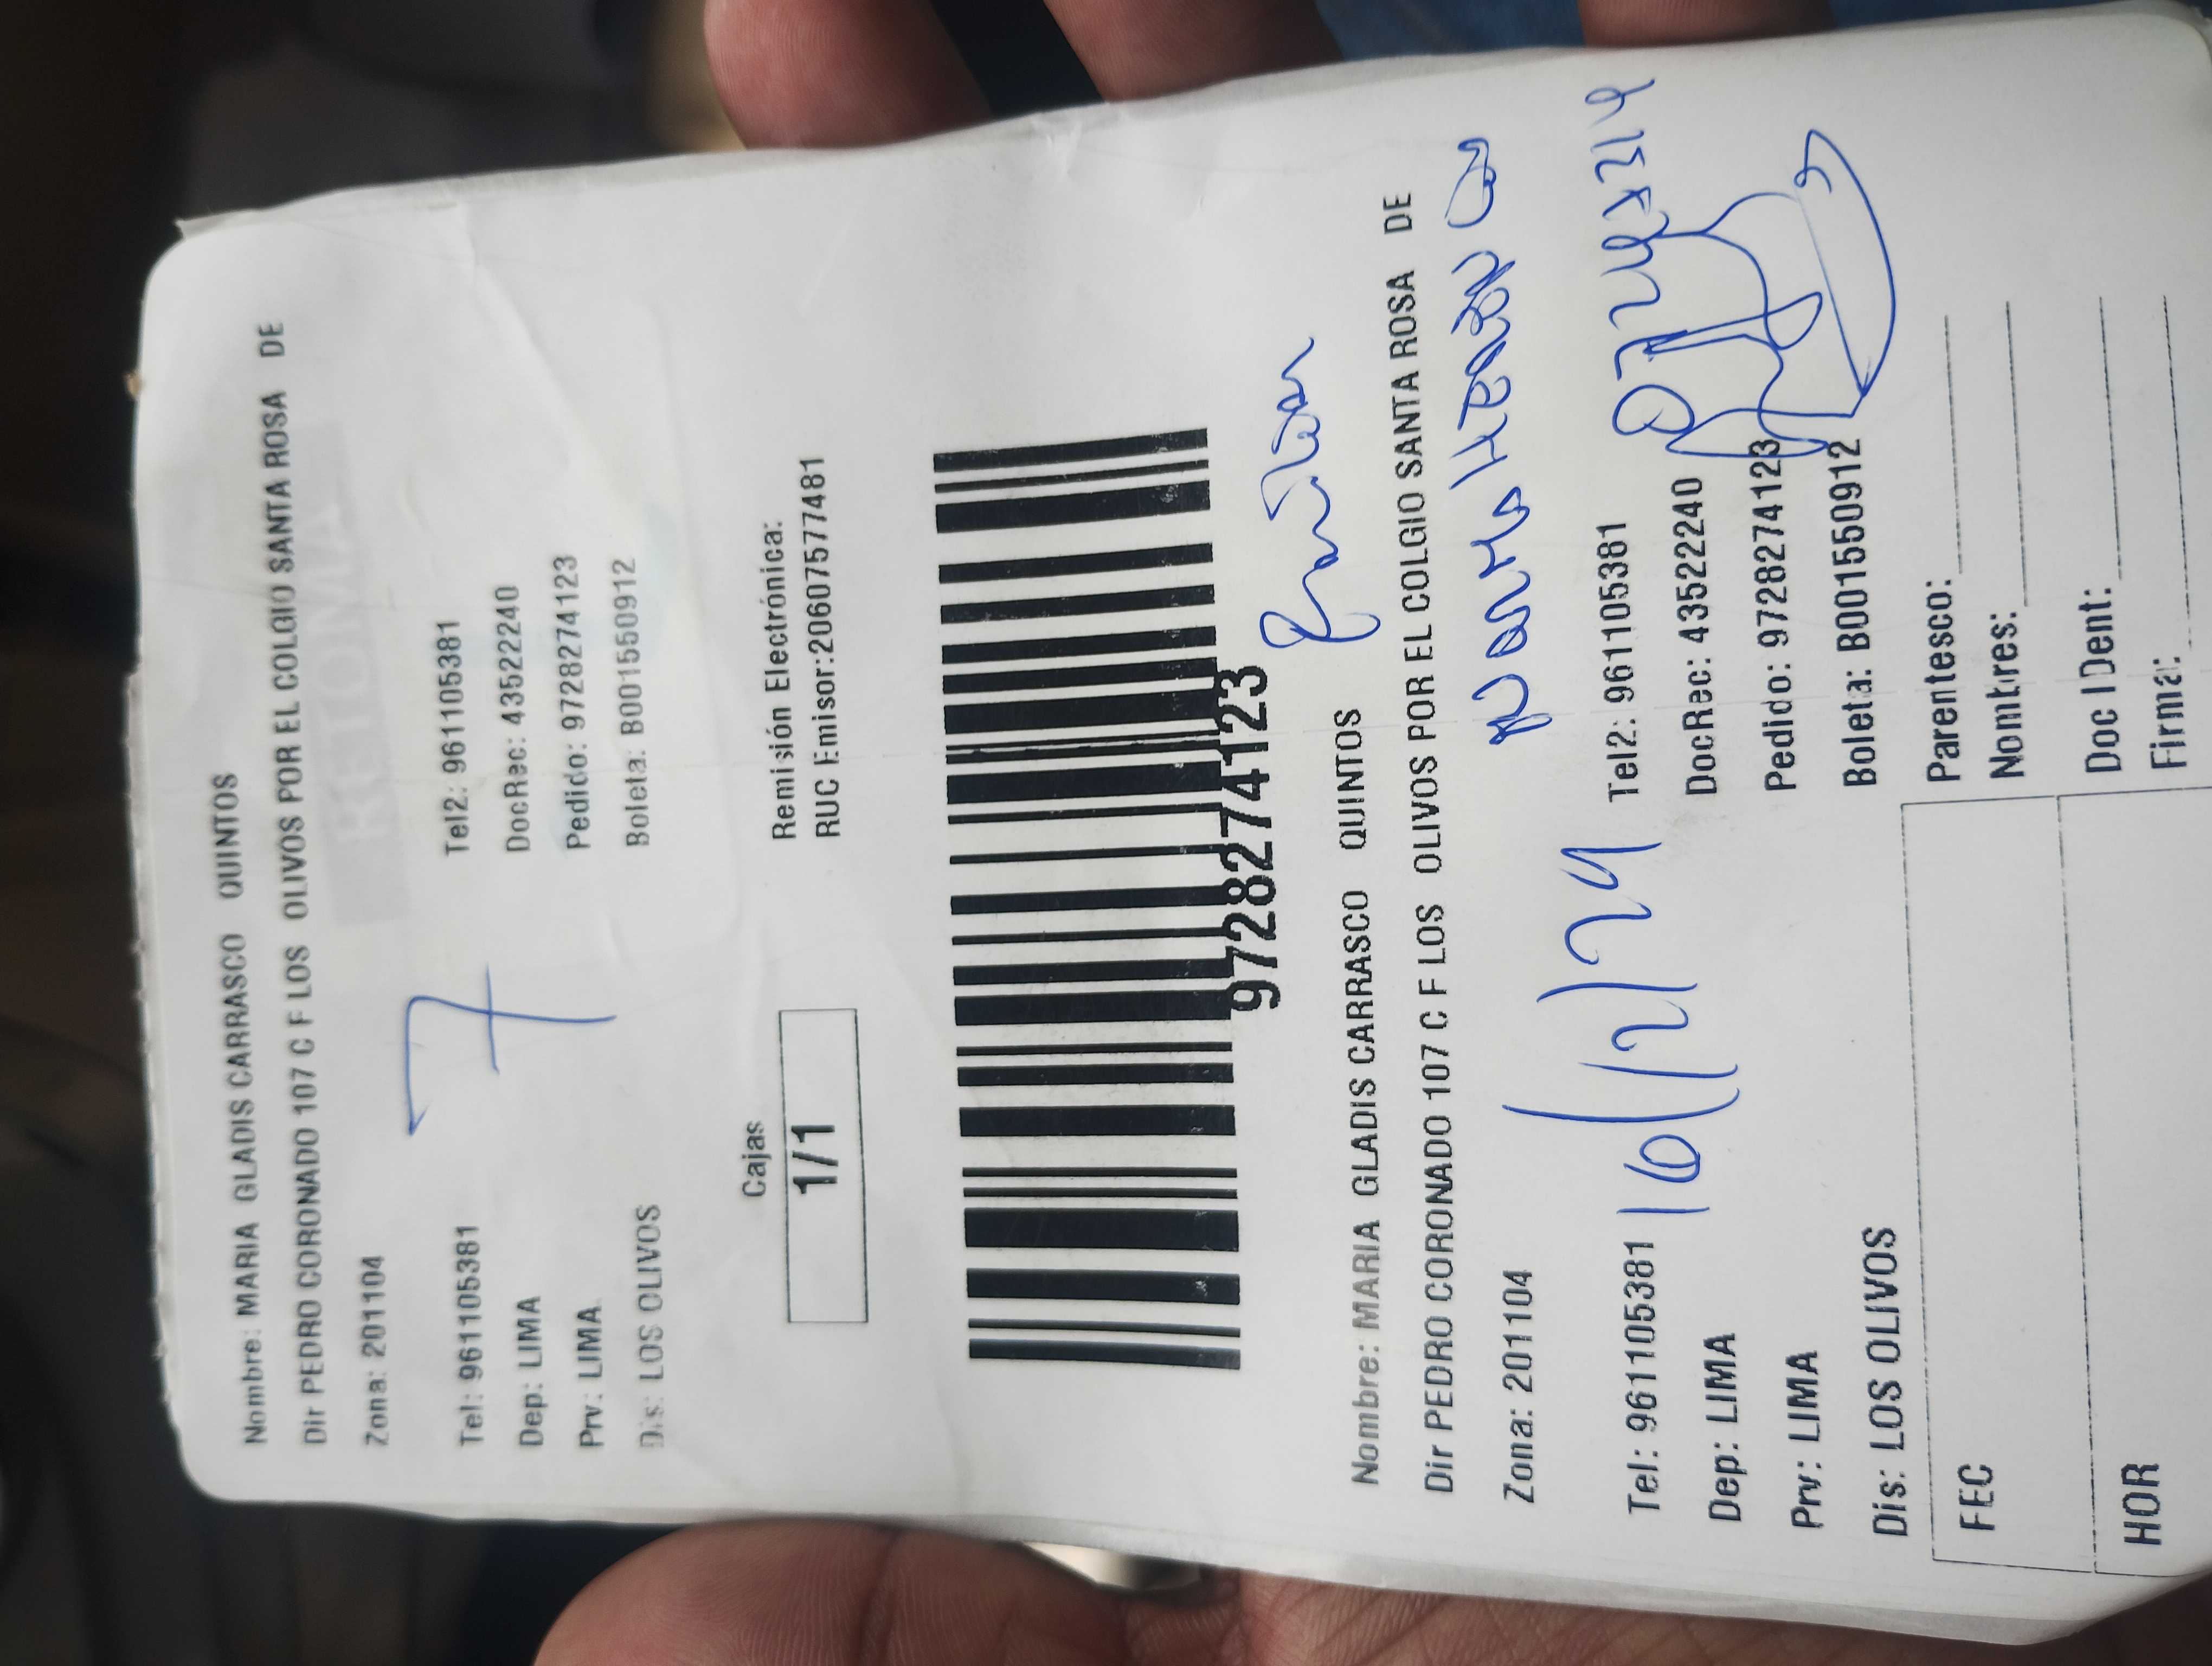 Nombre: MARIA GLADIS CARRASCO QUINTOS
Dir PEDRO CORONADO 107 C F LOS OLIVOS POR EL COLGIO SANTA ROSA DE
Zona: 201104
7
Tel: 961105381 Tel2: 961105381
Dep: LIMA DocRec: 43522240
Prv: LIMA Pedido: 9728274123
Dis: LOS OLIVOS Boleta: B001550912
Cajas Remisión Electrónica:
1/1 RUC Emisor:20607577481
9728274123
Nombre: MARIA GLADIS CARRASCO QUINTOS
Dir PEDRO CORONADO 107 C F LOS OLIVOS POR EL COLGIO SANTA ROSA DE
Zona: 201104
16/12/24
Tel: 961105381 Tel2: 961105381
Dep: LIMA DocRec: 43522240
Prv: LIMA Pedido: 9728274123
Dis: LOS OLIVOS Boleta: B001550912
FEC Parentesco:
Nombres:
HOR Doc IDent:
Firma: